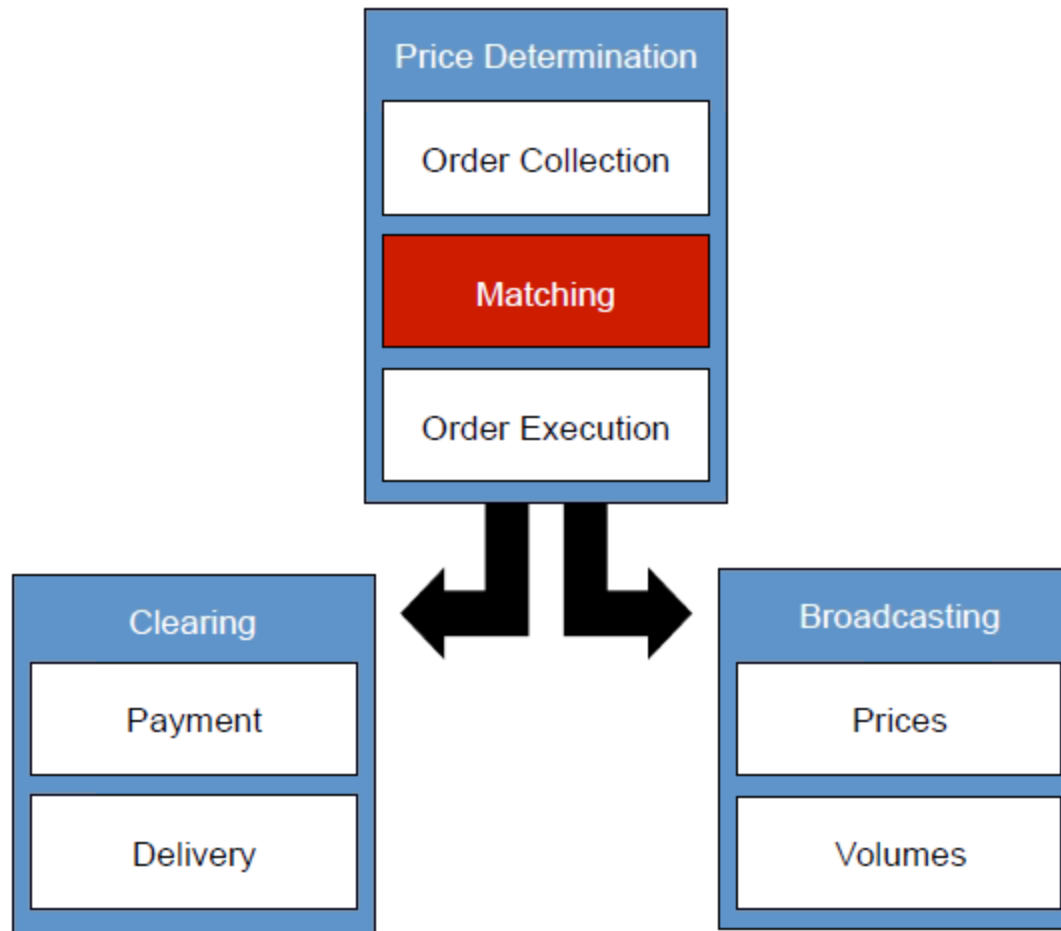 Price Determination
Order Collection
Matching
Order Execution
Clearing
Payment
Delivery
Broadcasting
Prices
Volumes